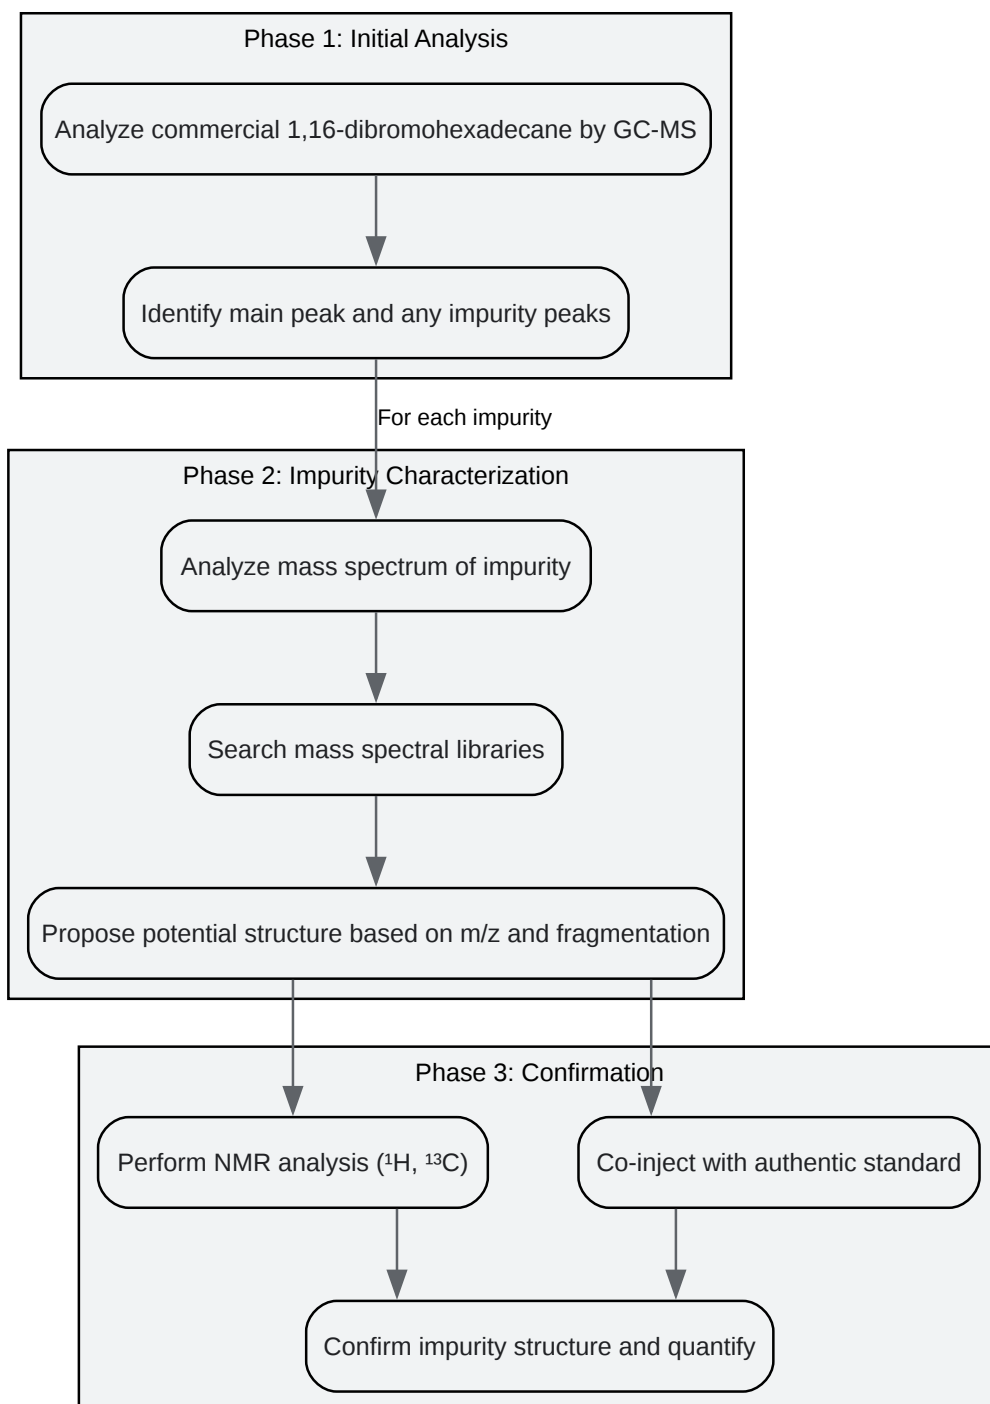 Phase 1: Initial Analysis
Analyze commercial 1,16-dibromohexadecane by GC-MS
Identify main peak and any impurity peaks
For each impurity
Phase 2: Impurity Characterization
Analyze mass spectrum of impurity
Search mass spectral libraries
Propose potential structure based on m/z and fragmentation
Phase 3: Confirmation
Perform NMR analysis (¹H, ¹³C)
Co-inject with authentic standard
Confirm impurity structure and quantify